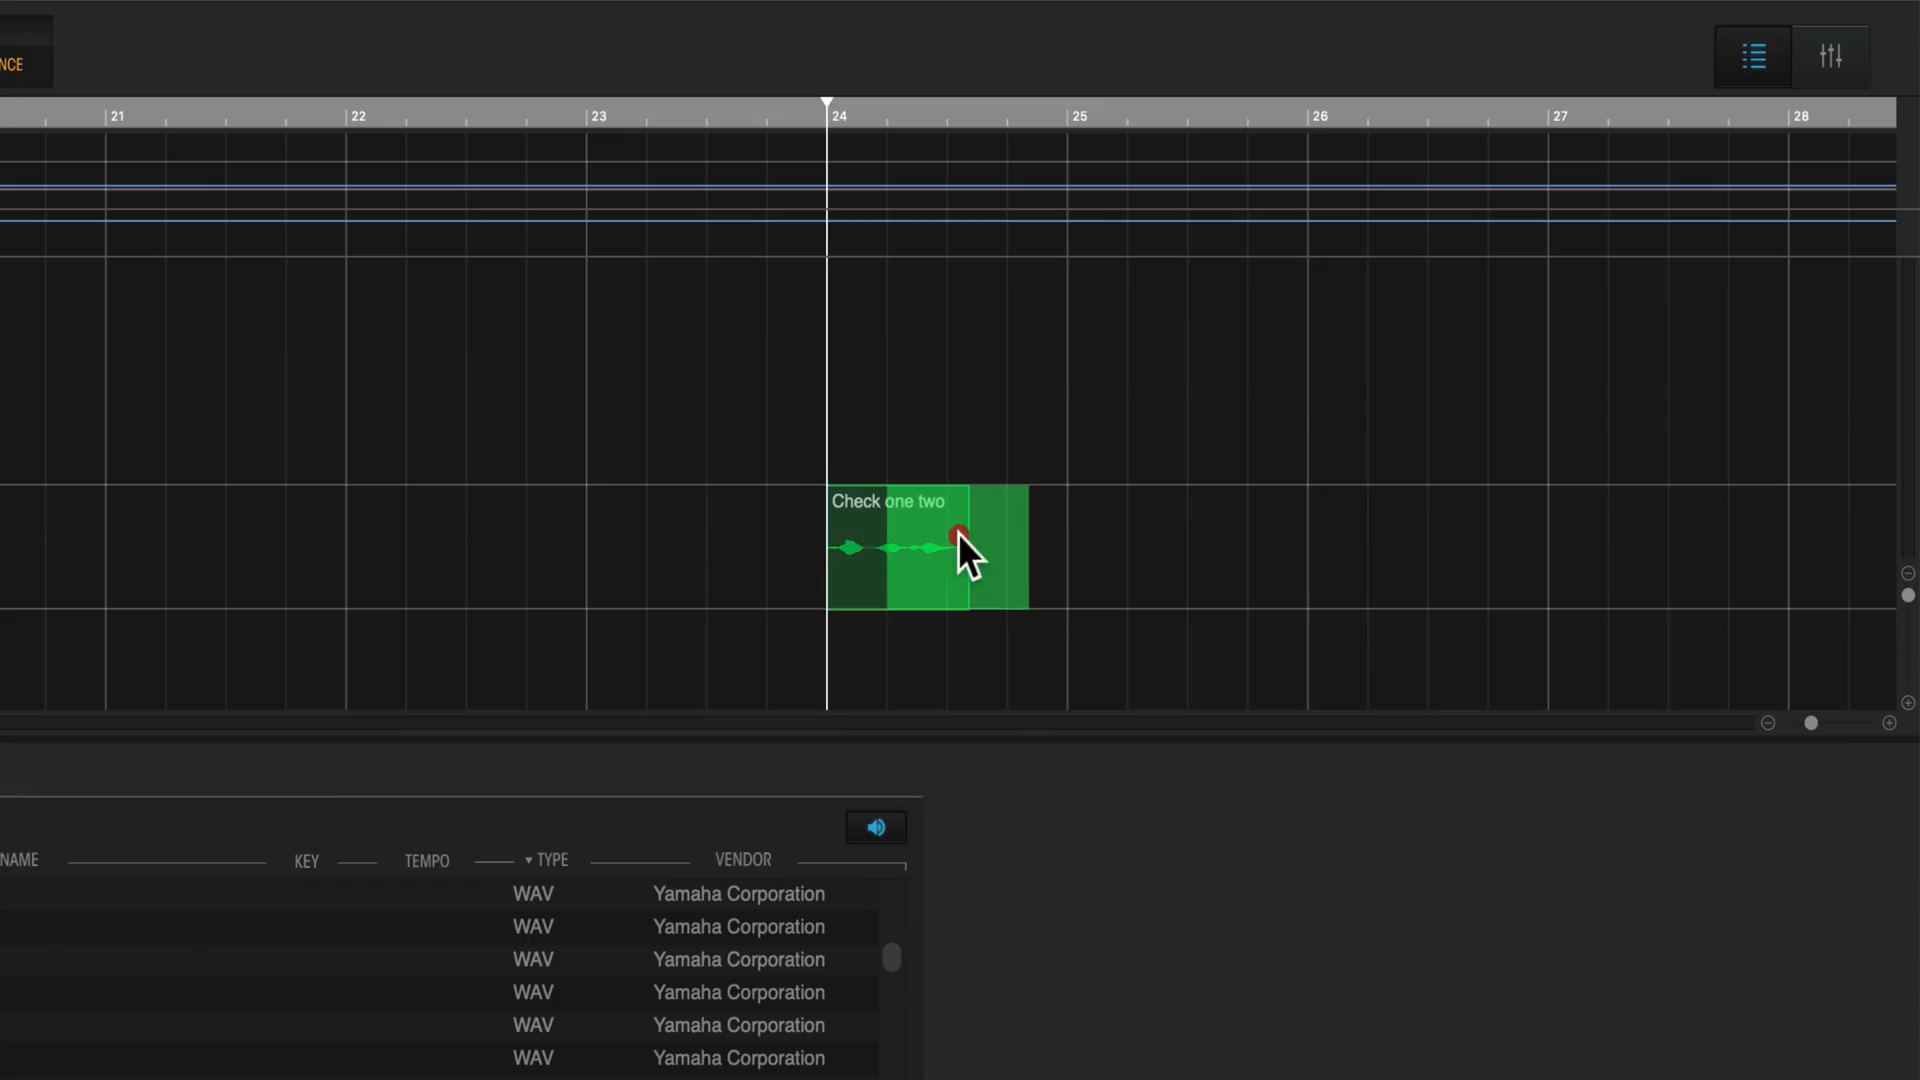 NCE
21 22 23 24 25 26 27 28
Check one two
NAME KEY TEMPO TYPE VENDOR
WAV Yamaha Corporation
WAV Yamaha Corporation
WAV Yamaha Corporation
WAV Yamaha Corporation
WAV Yamaha Corporation
WAV Yamaha Corporation